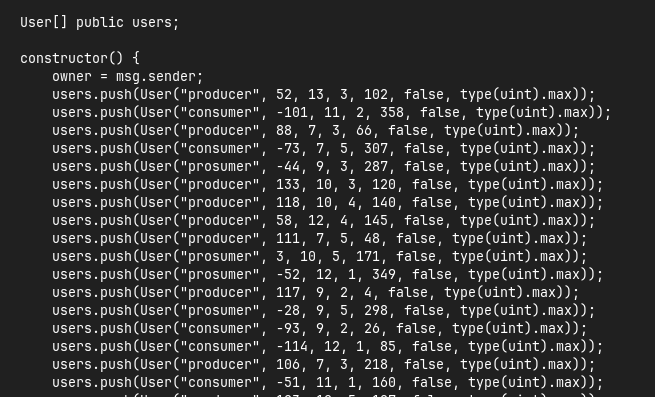 User[] public users;
constructor() {
owner = msg.sender;
users.push(User("producer", 52, 13, 3, 102, false, type(uint).max));
users.push(User("consumer", -101, 11, 2, 358, false, type(uint).max));
users.push(User("producer", 88, 7, 3, 66, false, type(uint).max));
users.push(User("consumer", -73, 7, 5, 307, false, type(uint).max));
users.push(User("prosumer", -44, 9, 3, 287, false, type(uint).max));
users.push(User("producer", 133, 10, 3, 120, false, type(uint).max));
users.push(User("producer", 118, 10, 4, 140, false, type(uint).max));
users.push(User("producer", 58, 12, 4, 145, false, type(uint).max));
users.push(User("producer", 111, 7, 5, 48, false, type(uint).max));
users.push(User("prosumer", 3, 10, 5, 171, false, type(uint).max));
users.push(User("prosumer", -52, 12, 1, 349, false, type(uint).max));
users.push(User("producer", 117, 9, 2, 4, false, type(uint).max));
users.push(User("prosumer", -28, 9, 5, 298, false, type(uint).max));
users.push(User("consumer", -93, 9, 2, 26, false, type(uint).max));
users.push(User("consumer", -114, 12, 1, 85, false, type(uint).max));
users.push(User("producer", 106, 7, 3, 218, false, type(uint).max));
users.push(User("consumer", -51, 11, 1, 160, false, type(uint).max));